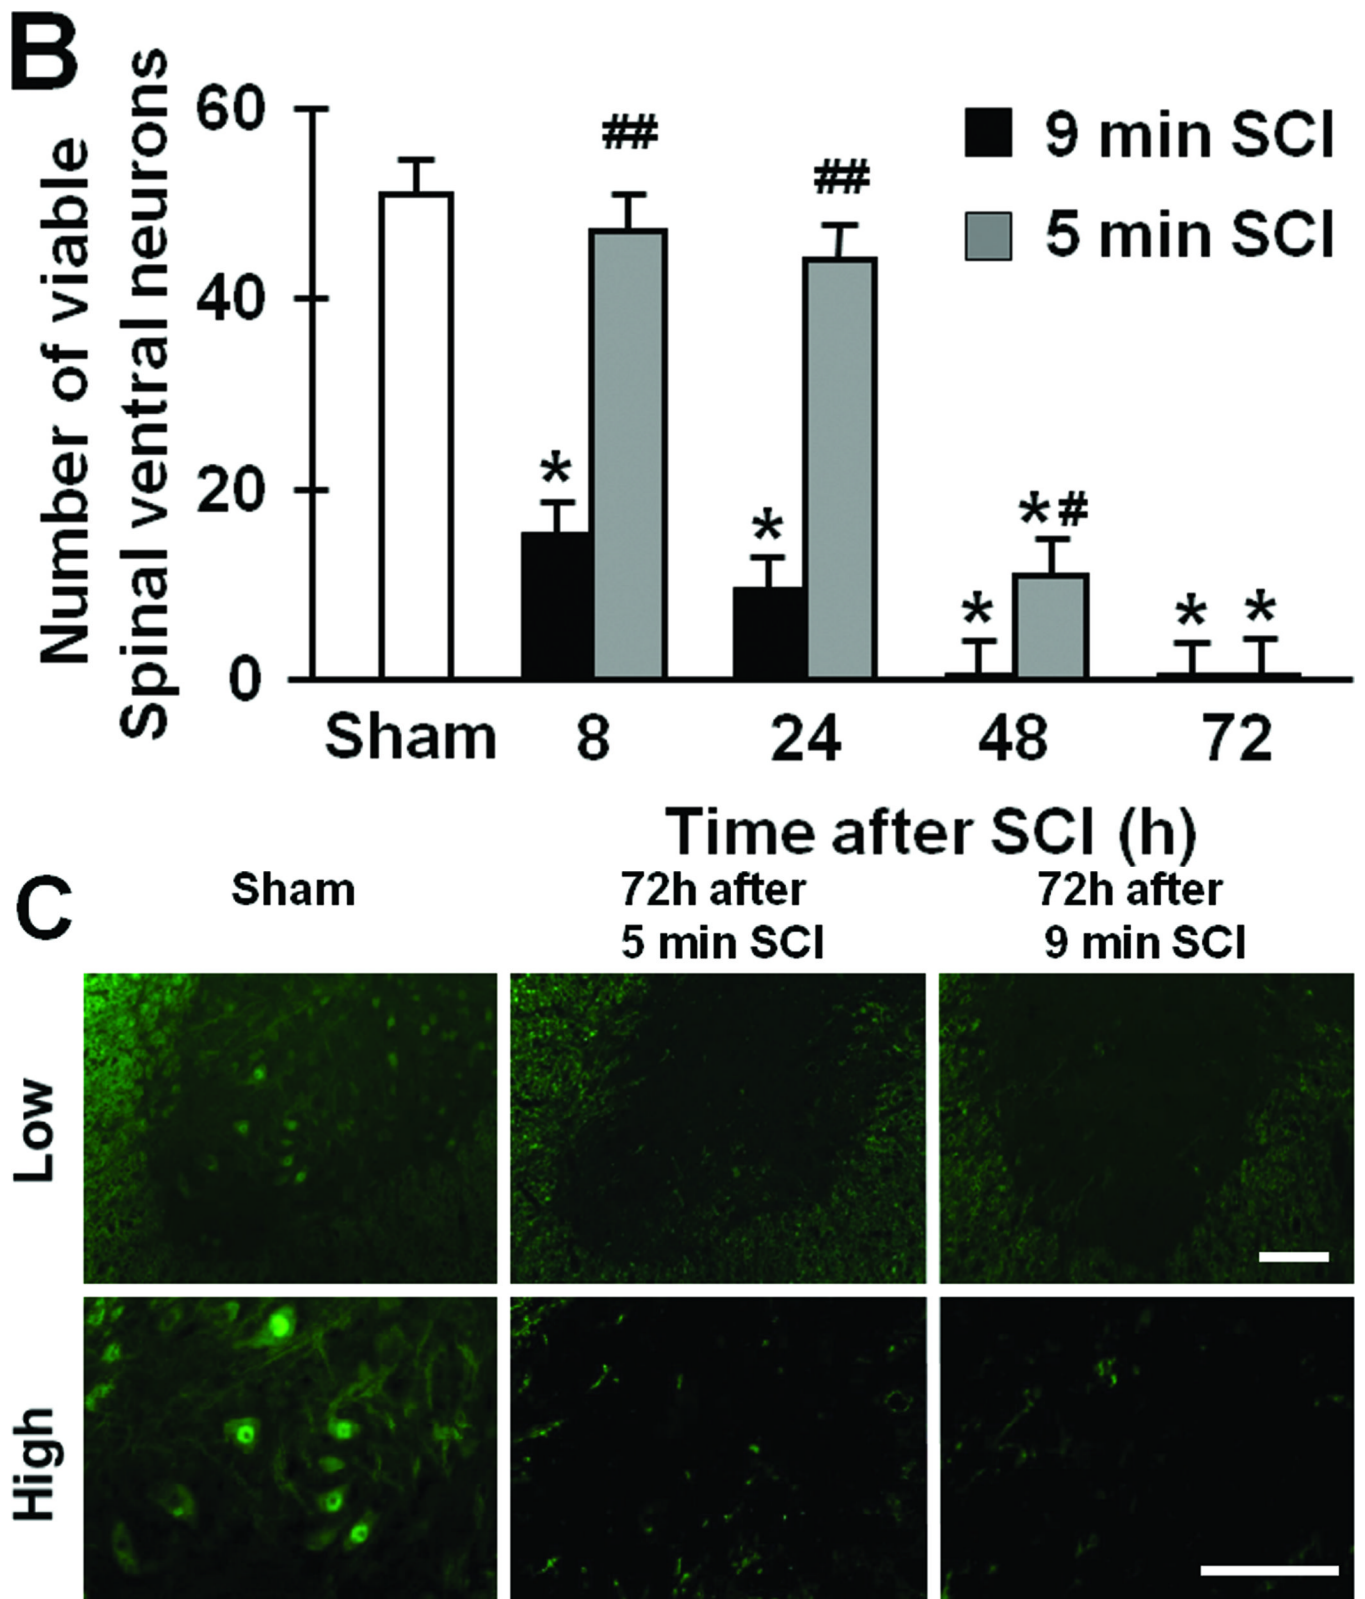 B
Number of viable
Spinal ventral neurons
60
40
20
0
##
##
*
*
*
*#
*
*
9 min SCI
5 min SCI
Sham 8 24 48 72
Time after SCI (h)
C
Sham
72h after
5 min SCI
72h after
9 min SCI
Low
High